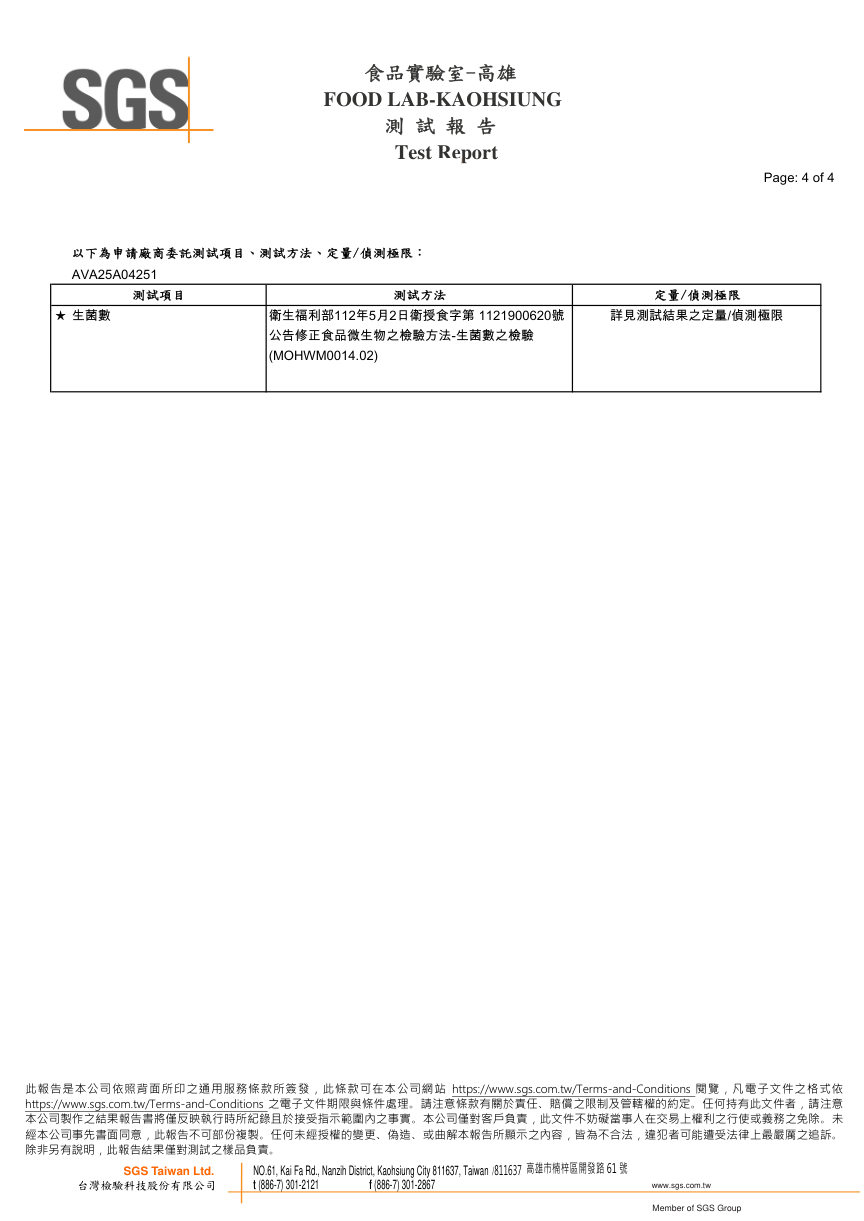 SGS
食品實驗室-高雄
FOOD LAB-KAOHSIUNG
測 試 報 告
Test Report
Page: 4 of 4
以下為申請廠商委託測試項目、測試方法、定量/偵測極限：
AVA25A04251
測試項目 測試方法 定量/偵測極限
★ 生菌數 衛生福利部112年5月2日衛授食字第 1121900620號 詳見測試結果之定量/偵測極限
公告修正食品微生物之檢驗方法-生菌數之檢驗
(MOHWM0014.02)
此報告是本公司依照背面所印之通用服務條款所簽發，此條款可在本公司網站 https://www.sgs.com.tw/Terms-and-Conditions 閱覽，凡電子文件之格式依
https://www.sgs.com.tw/Terms-and-Conditions 之電子文件期限與條件處理。請注意條款有關於責任、賠償之限制及管轄權的約定。任何持有此文件者，請注意
本公司製作之結果報告書將僅反映執行時所紀錄且於接受指示範圍內之事實。本公司僅對客戶負責，此文件不妨礙當事人在交易上權利之行使或義務之免除。未
經本公司事先書面同意，此報告不可部份複製。任何未經授權的變更、偽造、或曲解本報告所顯示之內容，皆為不合法，違犯者可能遭受法律上最嚴厲之追訴。
除非另有說明，此報告結果僅對測試之樣品負責。
SGS Taiwan Ltd. NO.61, Kai Fa Rd., Nanzih District, Kaohsiung City 811637, Taiwan /811637 高雄市楠梓區開發路 61 號
台灣檢驗科技股份有限公司 t (886-7) 301-2121 f (886-7) 301-2867 www.sgs.com.tw
Member of SGS Group